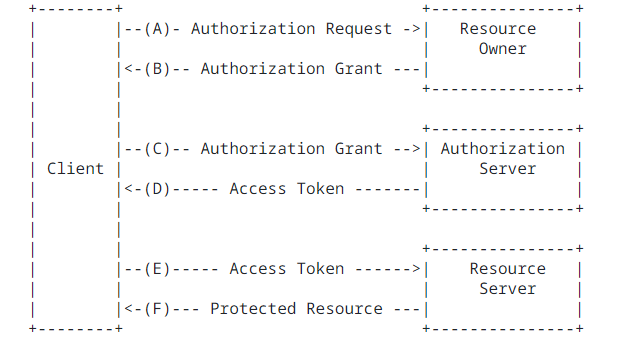 +--------+                               +---------------+
|        |--(A)- Authorization Request ->|   Resource    |
|        |                               |     Owner     |
|        |<-(B)-- Authorization Grant ---|               |
|        |                               +---------------+
|        |
|        |                               +---------------+
|        |--(C)-- Authorization Grant -->| Authorization |
| Client |                               |     Server    |
|        |<-(D)----- Access Token -------|               |
|        |                               +---------------+
|        |
|        |                               +---------------+
|        |--(E)----- Access Token ------>|    Resource   |
|        |                               |     Server    |
|        |<-(F)--- Protected Resource ---|               |
+--------+                               +---------------+